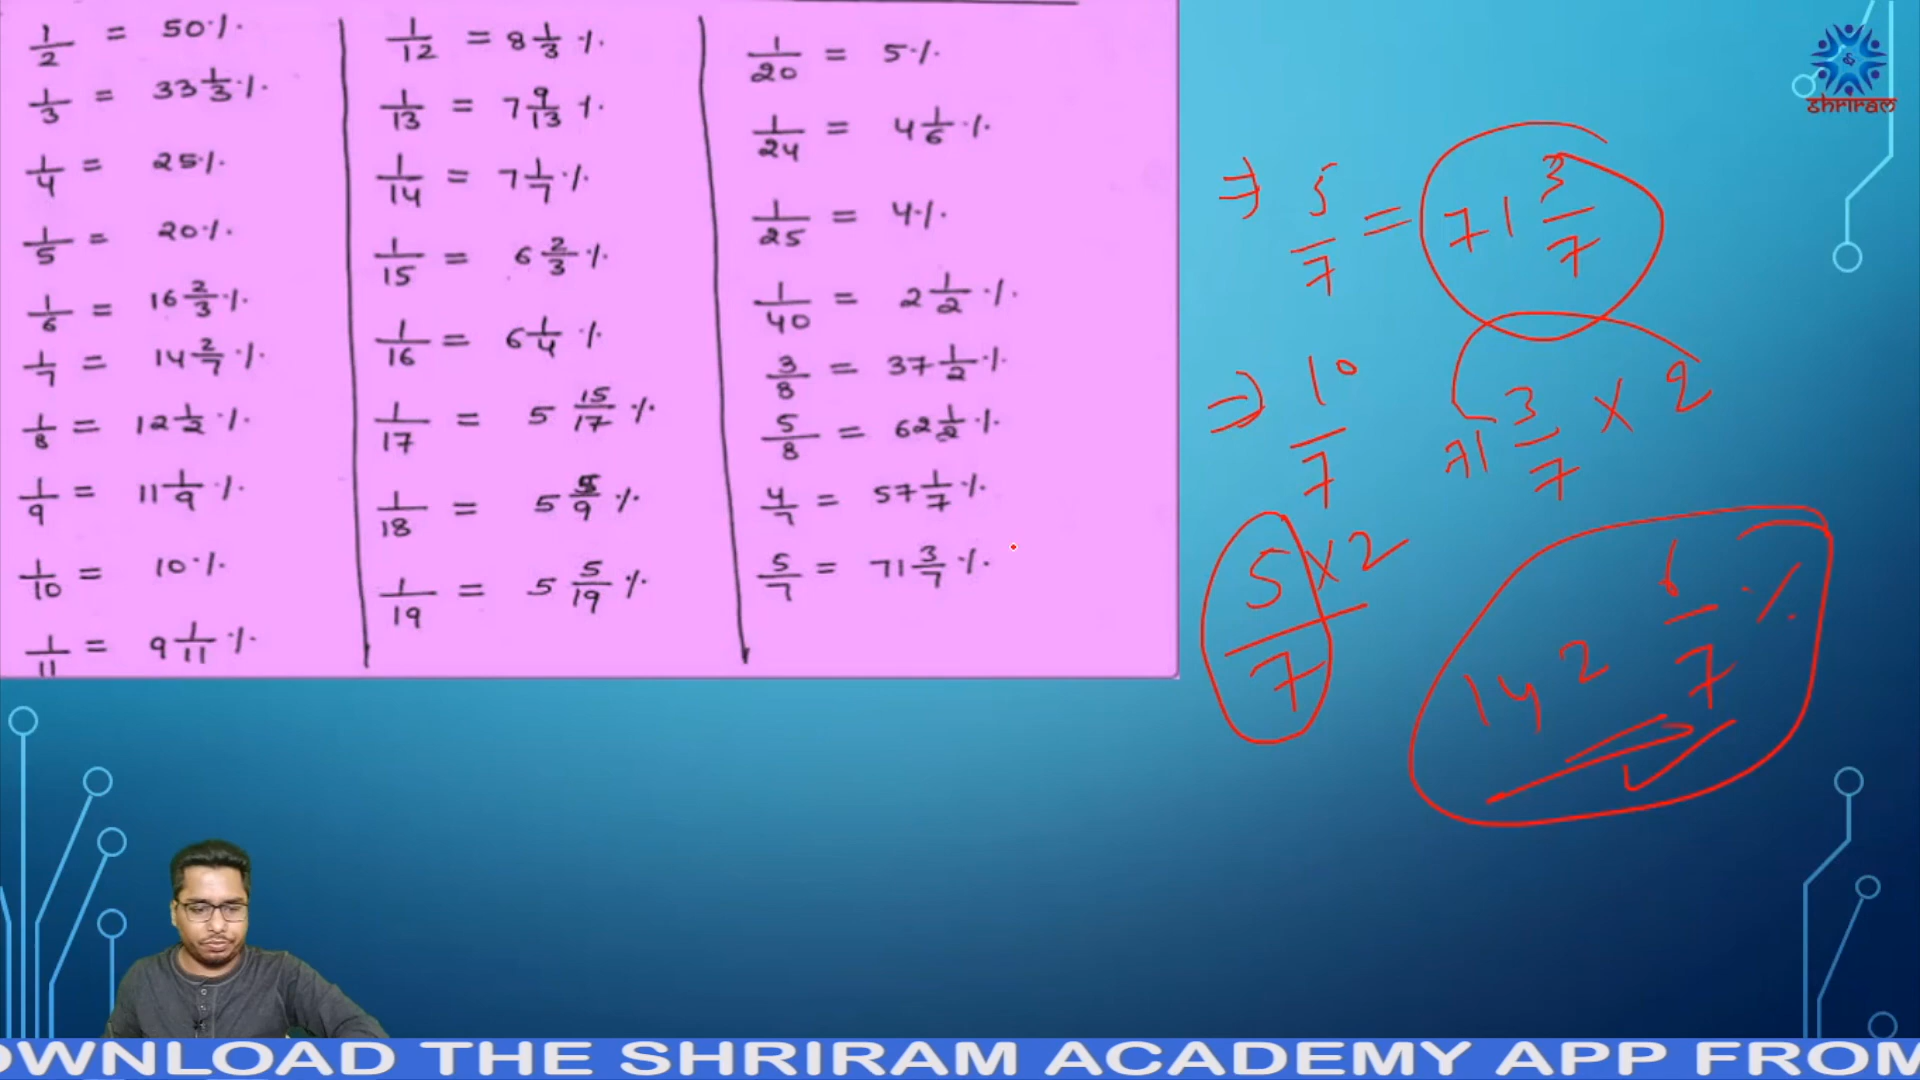 1/2 = 50%
1/3 = 33 1/3 %
1/4 = 25%
1/5 = 20%
1/6 = 16 2/3 %
1/7 = 14 2/7 %
1/8 = 12 1/2 %
1/9 = 11 1/9 %
1/10 = 10%
1/11 = 9 1/11 %
1/12 = 8 1/3 %
1/13 = 7 9/13 %
1/14 = 7 1/7 %
1/15 = 6 2/3 %
1/16 = 6 1/4 %
1/17 = 5 15/17 %
1/18 = 5 5/9 %
1/19 = 5 5/19 %
1/20 = 5%
1/24 = 4 1/6 %
1/25 = 4%
1/40 = 2 1/2 %
3/8 = 37 1/2 %
5/8 = 62 1/2 %
4/7 = 57 1/7 %
5/7 = 71 3/7 %
⇒ 5/7 = 71 3/7
⇒ 10/7 71 3/7 × 2
5×2/7
142 6/7 %
Shriram
OWNLOAD THE SHRIRAM ACADEMY APP FROM